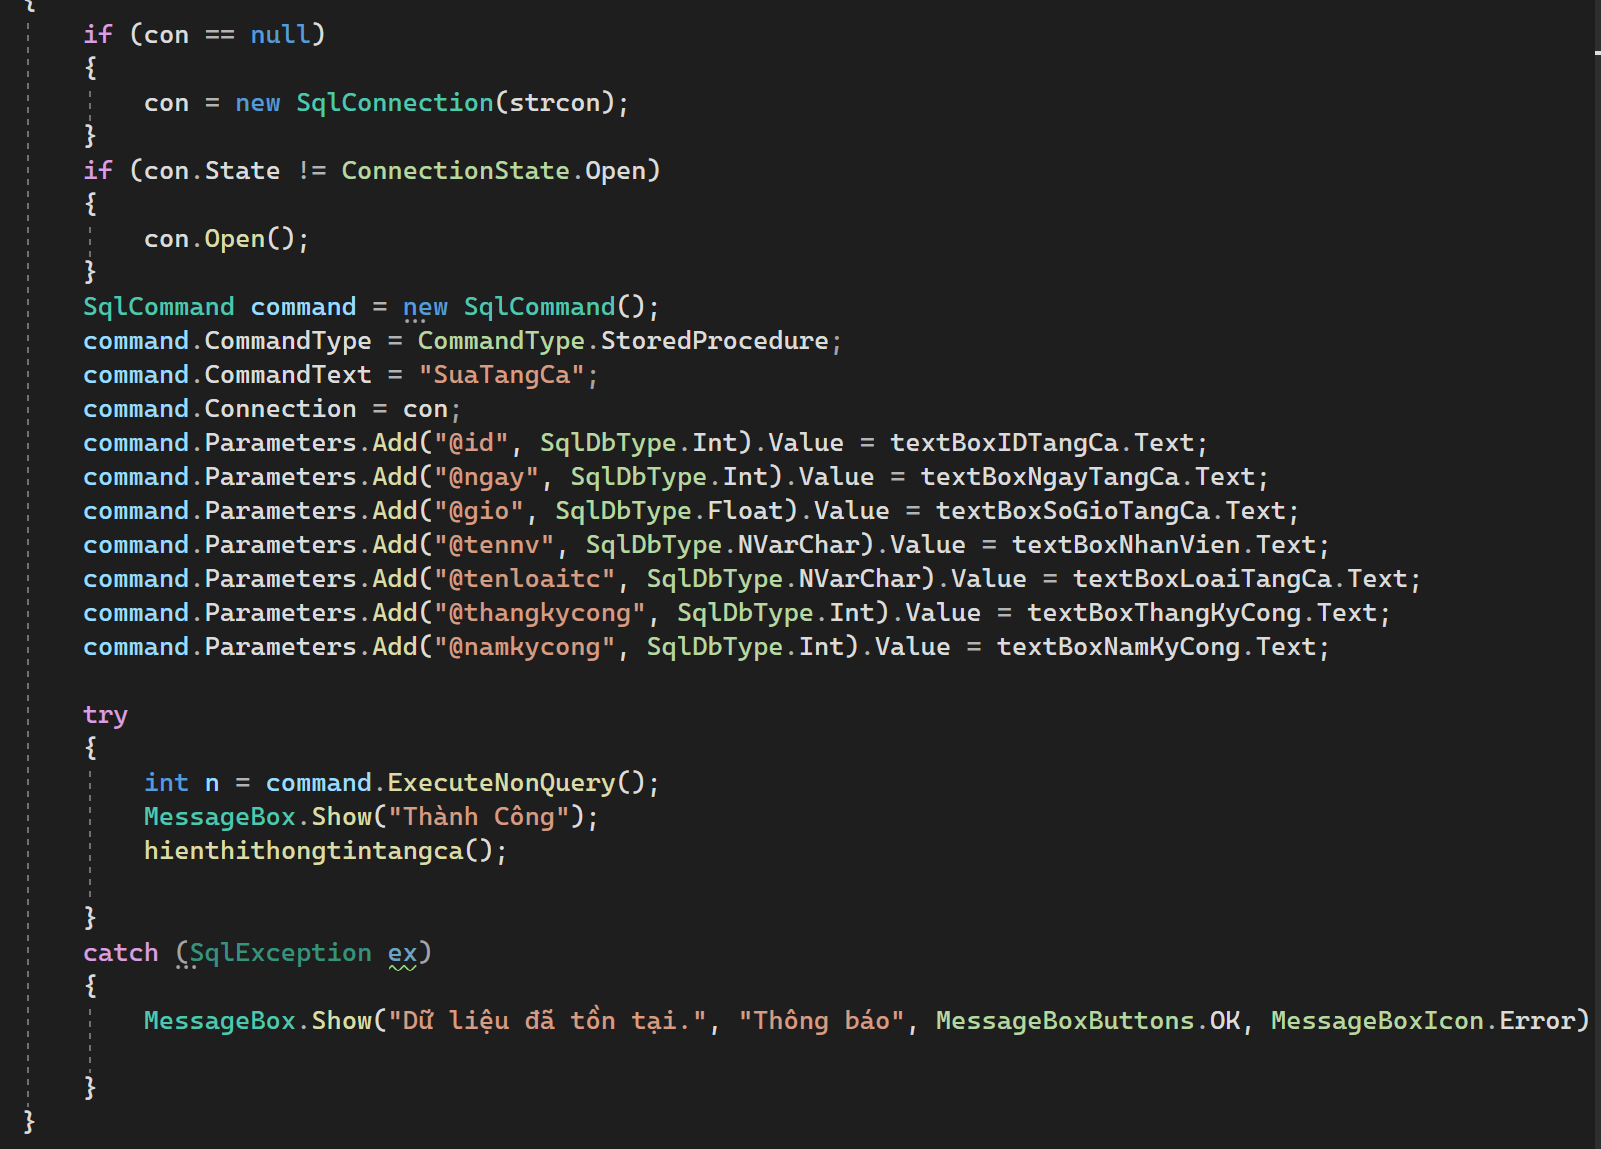 {
if (con == null)
{
con = new SqlConnection(strcon);
}
if (con.State != ConnectionState.Open)
{
con.Open();
}
SqlCommand command = new SqlCommand();
command.CommandType = CommandType.StoredProcedure;
command.CommandText = "SuaTangCa";
command.Connection = con;
command.Parameters.Add("@id", SqlDbType.Int).Value = textBoxIDTangCa.Text;
command.Parameters.Add("@ngay", SqlDbType.Int).Value = textBoxNgayTangCa.Text;
command.Parameters.Add("@gio", SqlDbType.Float).Value = textBoxSoGioTangCa.Text;
command.Parameters.Add("@tennv", SqlDbType.NVarChar).Value = textBoxNhanVien.Text;
command.Parameters.Add("@tenloaitc", SqlDbType.NVarChar).Value = textBoxLoaiTangCa.Text;
command.Parameters.Add("@thangkycong", SqlDbType.Int).Value = textBoxThangKyCong.Text;
command.Parameters.Add("@namkycong", SqlDbType.Int).Value = textBoxNamKyCong.Text;
try
{
int n = command.ExecuteNonQuery();
MessageBox.Show("Thành Công");
hienthithongtintangca();
}
catch (SqlException ex)
{
MessageBox.Show("Dữ liệu đã tồn tại.", "Thông báo", MessageBoxButtons.OK, MessageBoxIcon.Error)
}
}